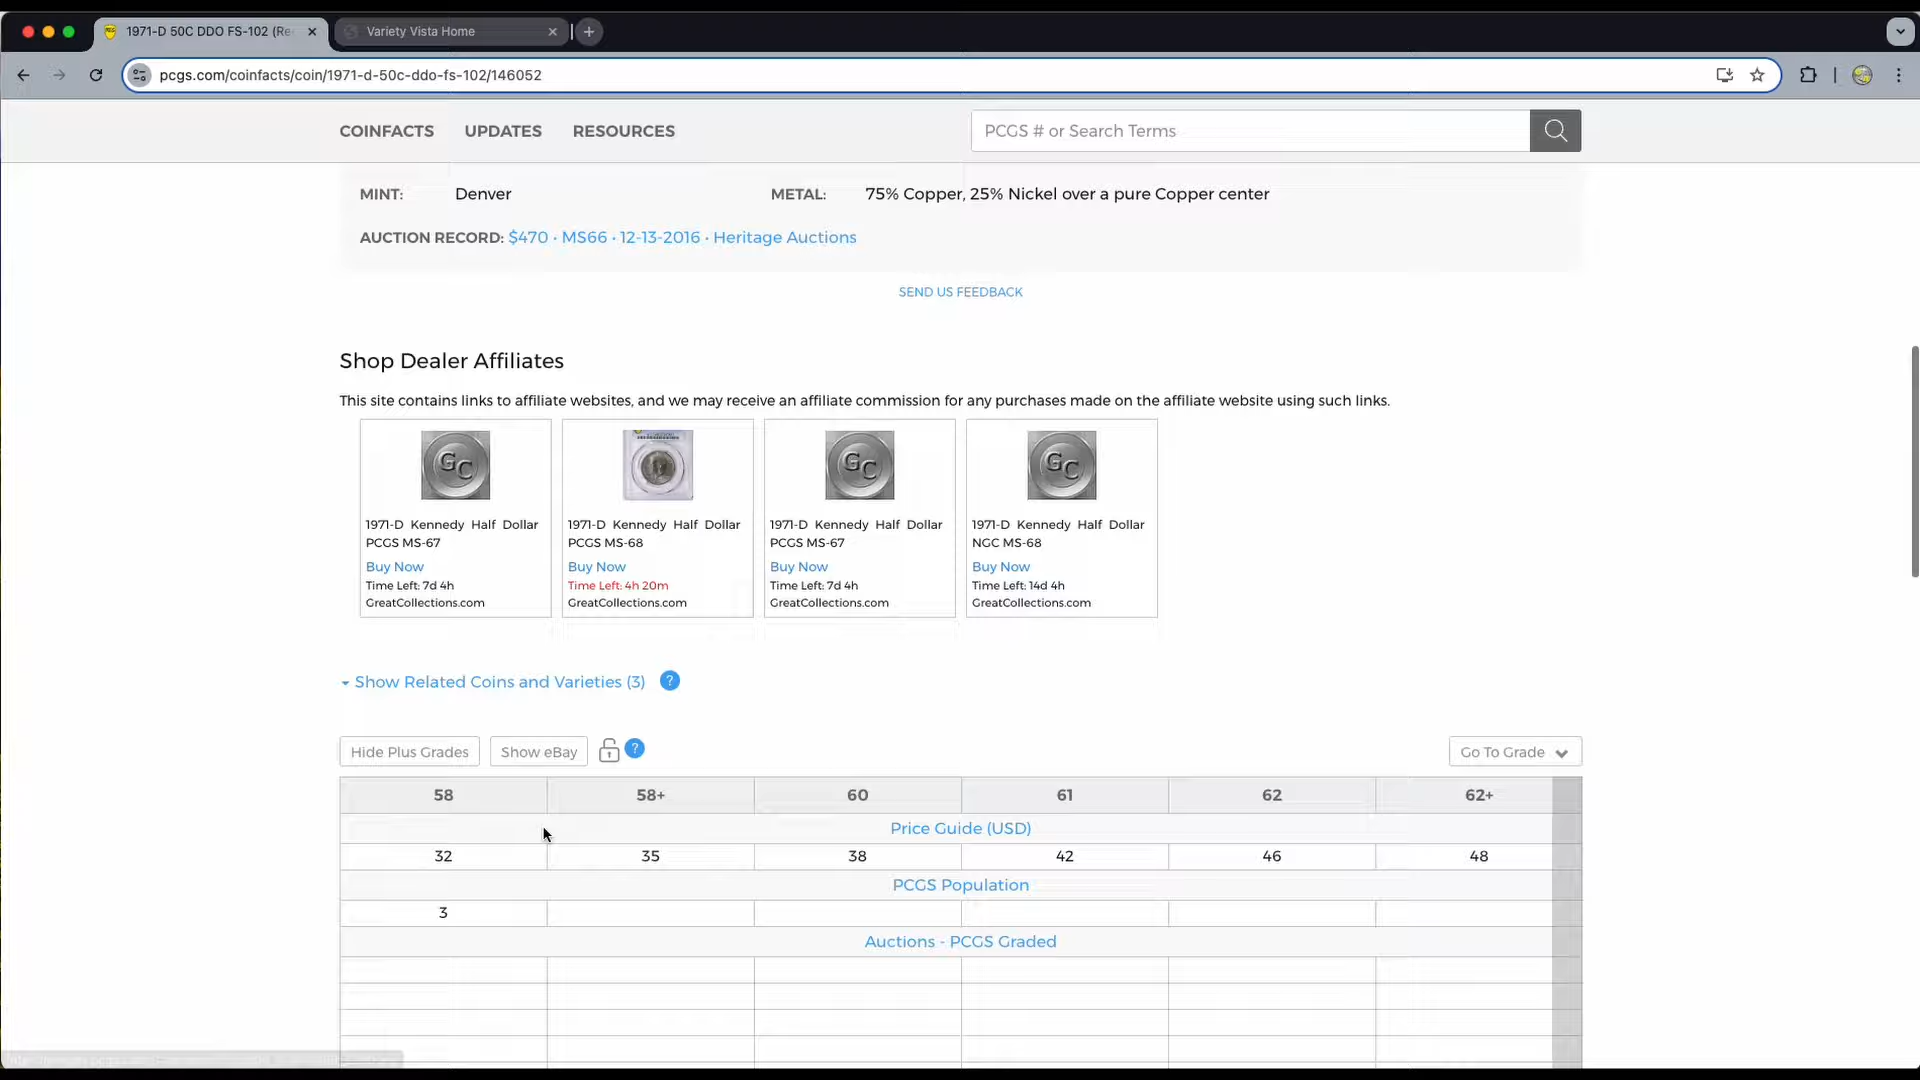 1971-D 50C DDO FS-102 (Re
Variety Vista Home
pcgs.com/coinfacts/coin/1971-d-50c-ddo-fs-102/146052
COINFACTS UPDATES RESOURCES
PCGS # or Search Terms
MINT: Denver METAL: 75% Copper, 25% Nickel over a pure Copper center
AUCTION RECORD: $470 • MS66 • 12-13-2016 • Heritage Auctions
SEND US FEEDBACK
Shop Dealer Affiliates
This site contains links to affiliate websites, and we may receive an affiliate commission for any purchases made on the affiliate website using such links.
GC
GC
GC
1971-D Kennedy Half Dollar
PCGS MS-67
Buy Now
Time Left: 7d 4h
GreatCollections.com
1971-D Kennedy Half Dollar
PCGS MS-68
Buy Now
Time Left: 4h 20m
GreatCollections.com
1971-D Kennedy Half Dollar
PCGS MS-67
Buy Now
Time Left: 7d 4h
GreatCollections.com
1971-D Kennedy Half Dollar
NGC MS-68
Buy Now
Time Left: 14d 4h
GreatCollections.com
Show Related Coins and Varieties (3) ?
Hide Plus Grades Show eBay ? Go To Grade
58 58+ 60 61 62 62+
Price Guide (USD)
32 35 38 42 46 48
PCGS Population
3
Auctions - PCGS Graded